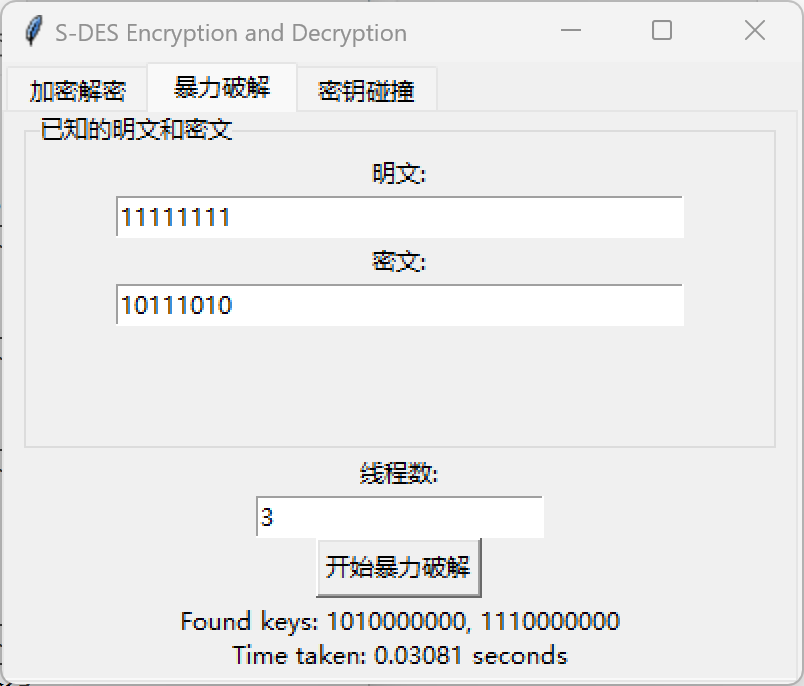 S-DES Encryption and Decryption
加密解密 暴力破解 密钥碰撞
已知的明文和密文
明文:
11111111
密文:
10111010
线程数:
3
开始暴力破解
Found keys: 1010000000, 1110000000
Time taken: 0.03081 seconds